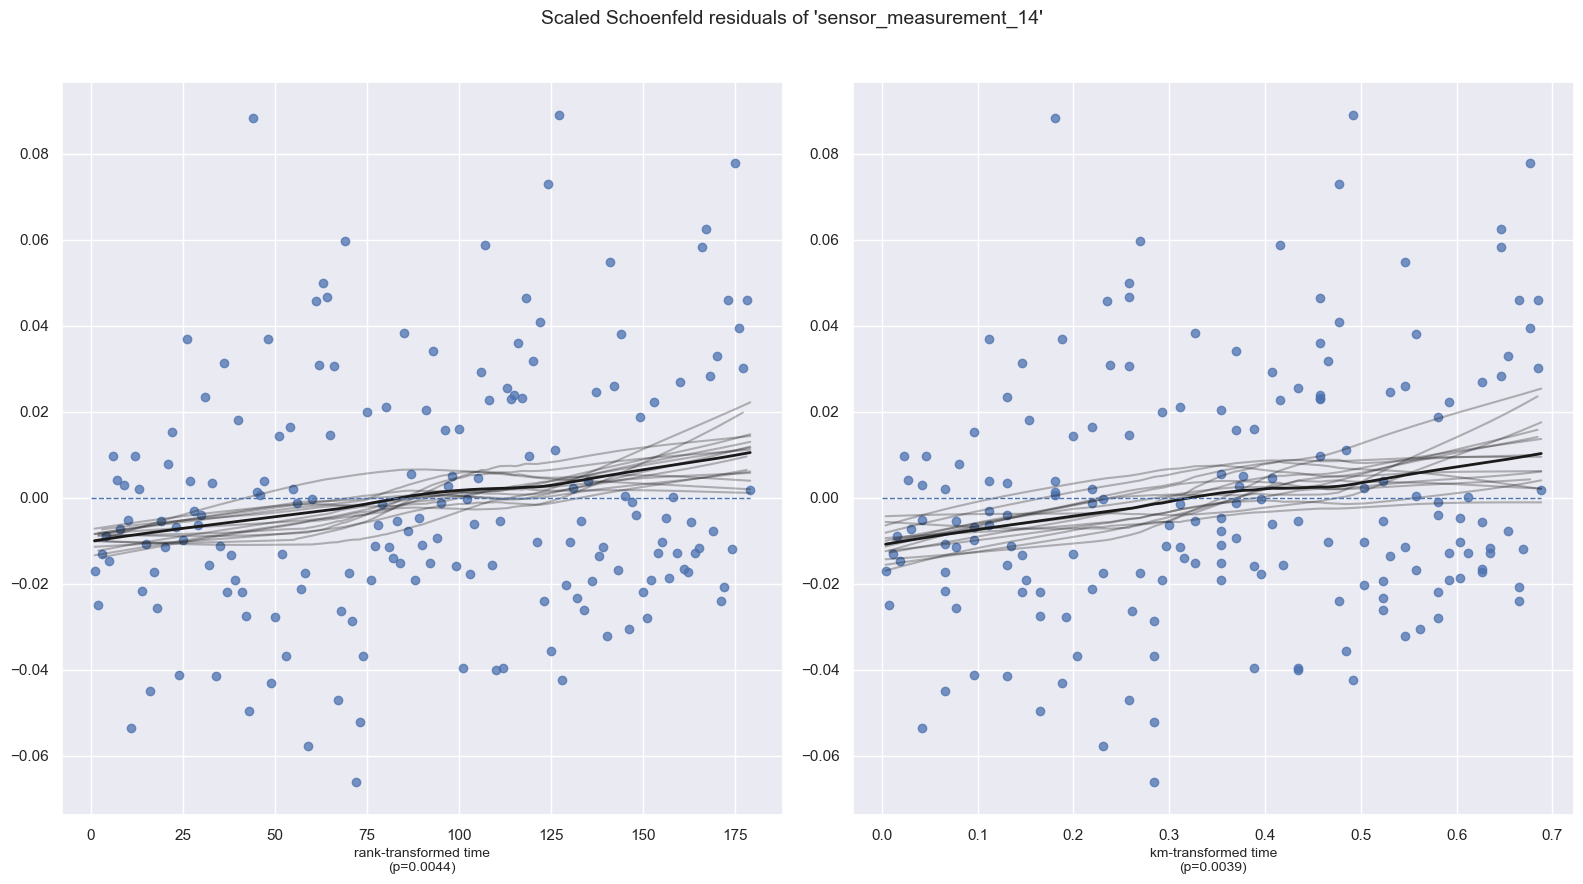 Scaled Schoenfeld residuals of 'sensor_measurement_14'
0.08
0.06
0.04
0.02
0.00
−0.02
−0.04
−0.06
0 25 50 75 100 125 150 175
rank-transformed time
(p=0.0044)
0.08
0.06
0.04
0.02
0.00
−0.02
−0.04
−0.06
0.0 0.1 0.2 0.3 0.4 0.5 0.6 0.7
km-transformed time
(p=0.0039)